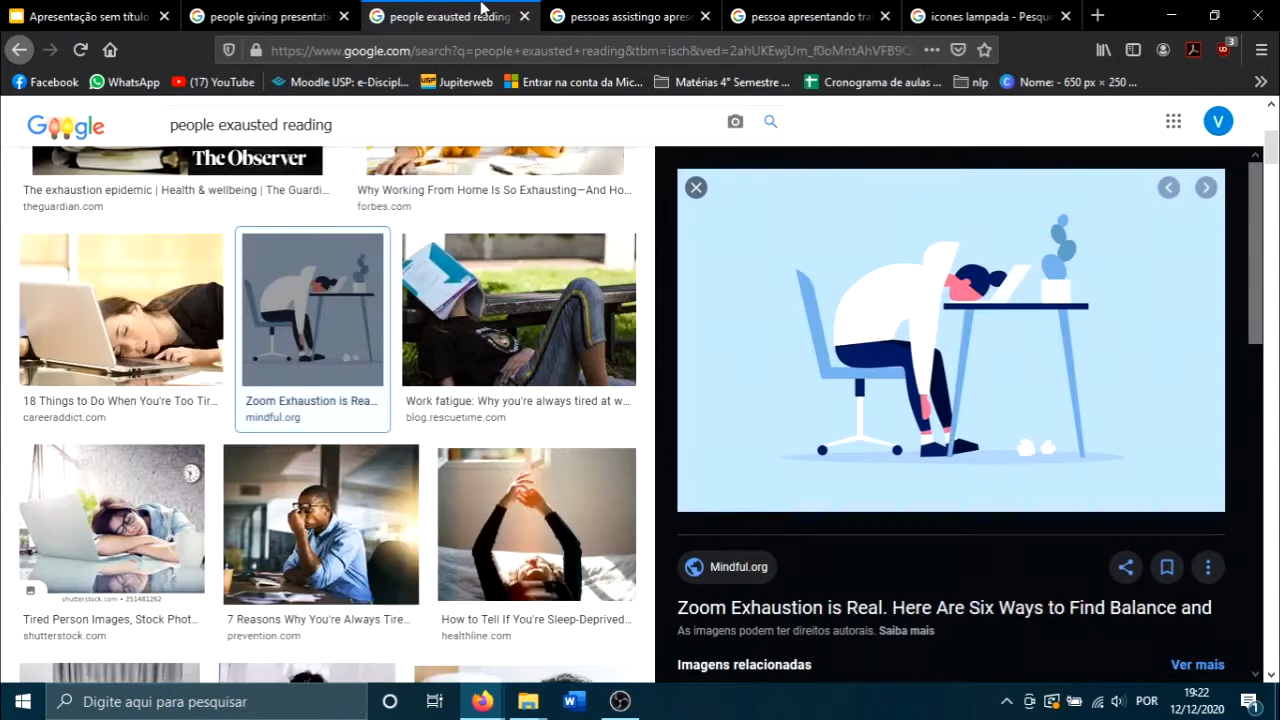 Apresentação sem título
people giving presentati
people exausted reading
pessoas assistingo apres
pessoa apresentando tra
icones lampada - Pesqu
https://www.google.com/search?q=people+exausted+reading&tbm=isch&ved=2ahUKEwjUm_f0oMntAhVFB9Q
3
Facebook
WhatsApp
(17) YouTube
Moodle USP: e-Discipl...
USP
Jupiterweb
Entrar na conta da Mic...
Matérias 4° Semestre ...
Cronograma de aulas ...
nlp
Nome: - 650 px × 250 ...
Google
people exausted reading
V
The Observer
The exhaustion epidemic | Health & wellbeing | The Guardi...
theguardian.com
Why Working From Home Is So Exhausting—And Ho...
forbes.com
18 Things to Do When You're Too Tir...
careeraddict.com
Zoom Exhaustion is Rea...
mindful.org
Work fatigue: Why you're always tired at w...
blog.rescuetime.com
shutterstock.com • 251481262
Tired Person Images, Stock Phot...
shutterstock.com
7 Reasons Why You're Always Tire...
prevention.com
How to Tell If You're Sleep-Deprived...
healthline.com
Mindful.org
Zoom Exhaustion is Real. Here Are Six Ways to Find Balance and
As imagens podem ter direitos autorais. Saiba mais
Imagens relacionadas
Ver mais
Digite aqui para pesquisar
POR
19:22
12/12/2020
1